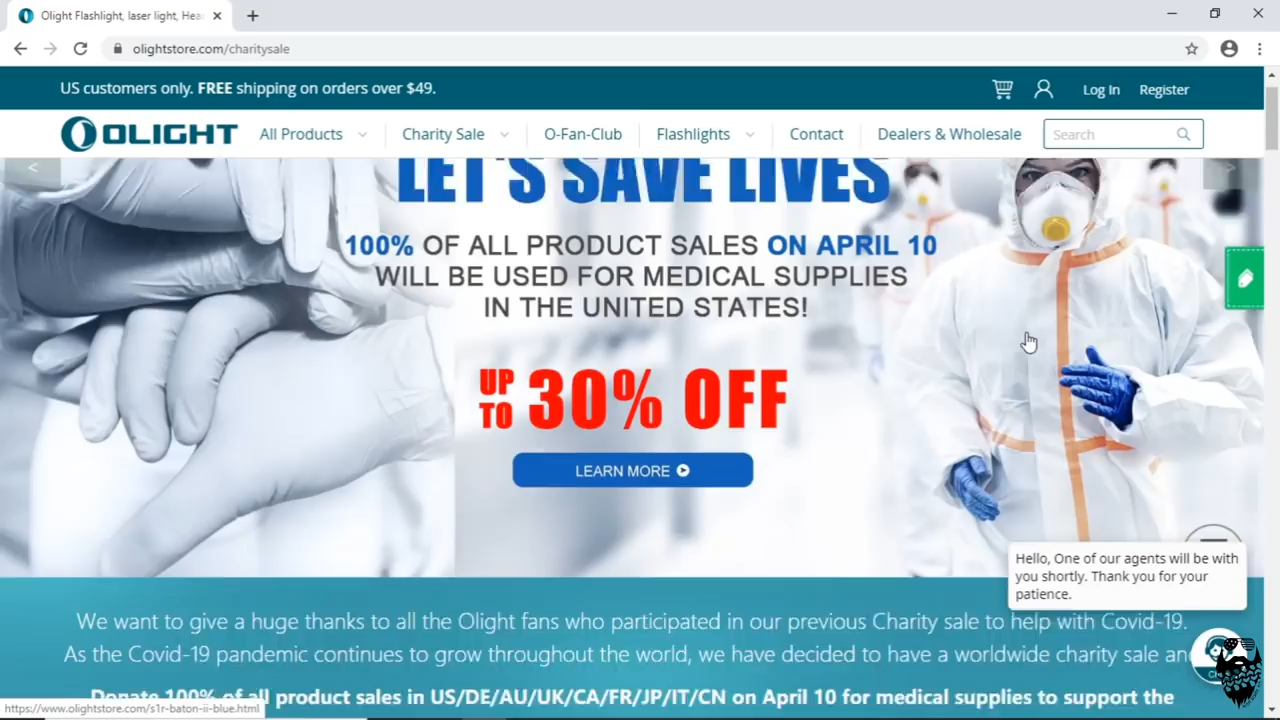 Olight Flashlight, laser light, Hea
olightstore.com/charitysale
US customers only. FREE shipping on orders over $49.
Log In
Register
OLIGHT
All Products
Charity Sale
O-Fan-Club
Flashlights
Contact
Dealers & Wholesale
Search
<
>
LET'S SAVE LIVES
100% OF ALL PRODUCT SALES ON APRIL 10
WILL BE USED FOR MEDICAL SUPPLIES
IN THE UNITED STATES!
UP TO 30% OFF
LEARN MORE
Hello, One of our agents will be with
you shortly. Thank you for your
patience.
We want to give a huge thanks to all the Olight fans who participated in our previous Charity sale to help with Covid-19.
As the Covid-19 pandemic continues to grow throughout the world, we have decided to have a worldwide charity sale and
Donate 100% of all product sales in US/DE/AU/UK/CA/FR/JP/IT/CN on April 10 for medical supplies to support the
https://www.olightstore.com/s1r-baton-ii-blue.html